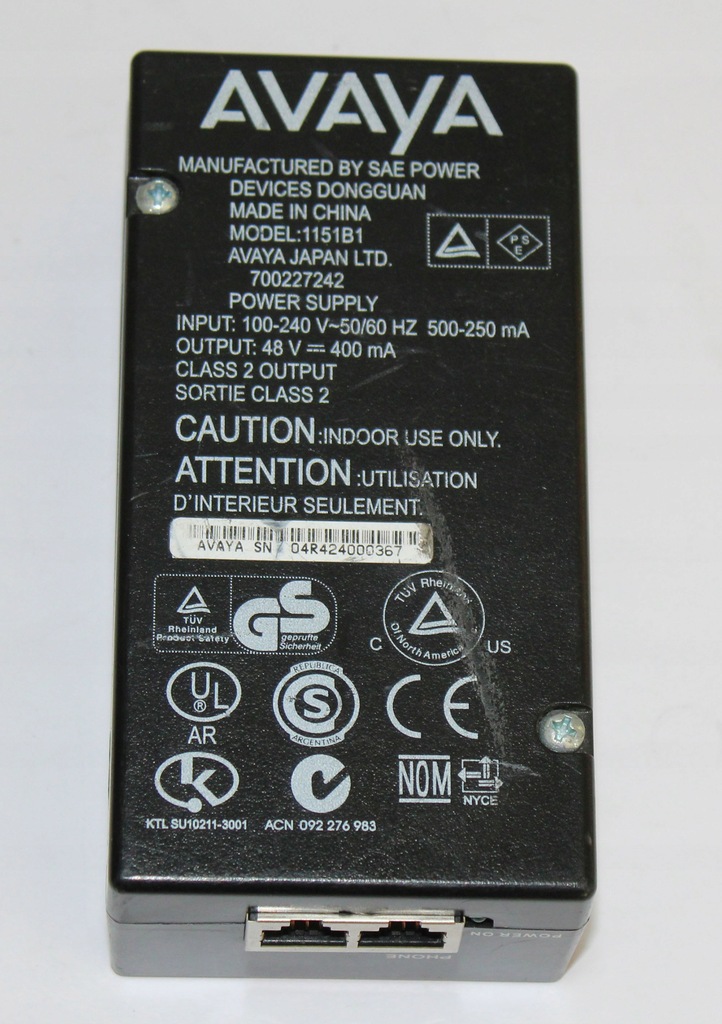 AVAYA
MANUFACTURED BY SAE POWER
DEVICES DONGGUAN
MADE IN CHINA
MODEL:1151B1
AVAYA JAPAN LTD.
700227242
POWER SUPPLY
PS
E
INPUT: 100-240 V~50/60 HZ 500-250 mA
OUTPUT: 48 V ⎓ 400 mA
CLASS 2 OUTPUT
SORTIE CLASS 2
CAUTION:INDOOR USE ONLY.
ATTENTION :UTILISATION
D'INTERIEUR SEULEMENT.
AVAYA SN 04R424000367
TÜV
Rheinland
Product Safety
GS
geprüfte
Sicherheit
TÜV Rheinland
Of North America
C US
UL
®
AR
REPUBLICA
S
ARGENTINA
CE
K
KTL SU10211-3001
ACN 092 276 983
NOM
NYCE
POWER ON
PHONE